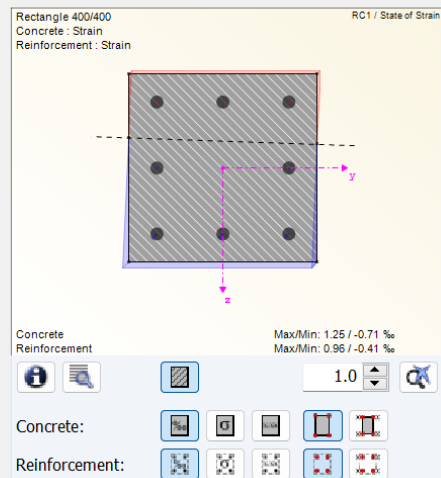 Rectangle 400/400 RC1 / State of Strain
Concrete : Strain
Reinforcement : Strain
y
z
Concrete Max/Min: 1.25 / -0.71 ‰
Reinforcement Max/Min: 0.96 / -0.41 ‰
1.0
Concrete:
σ
Reinforcement:
σ